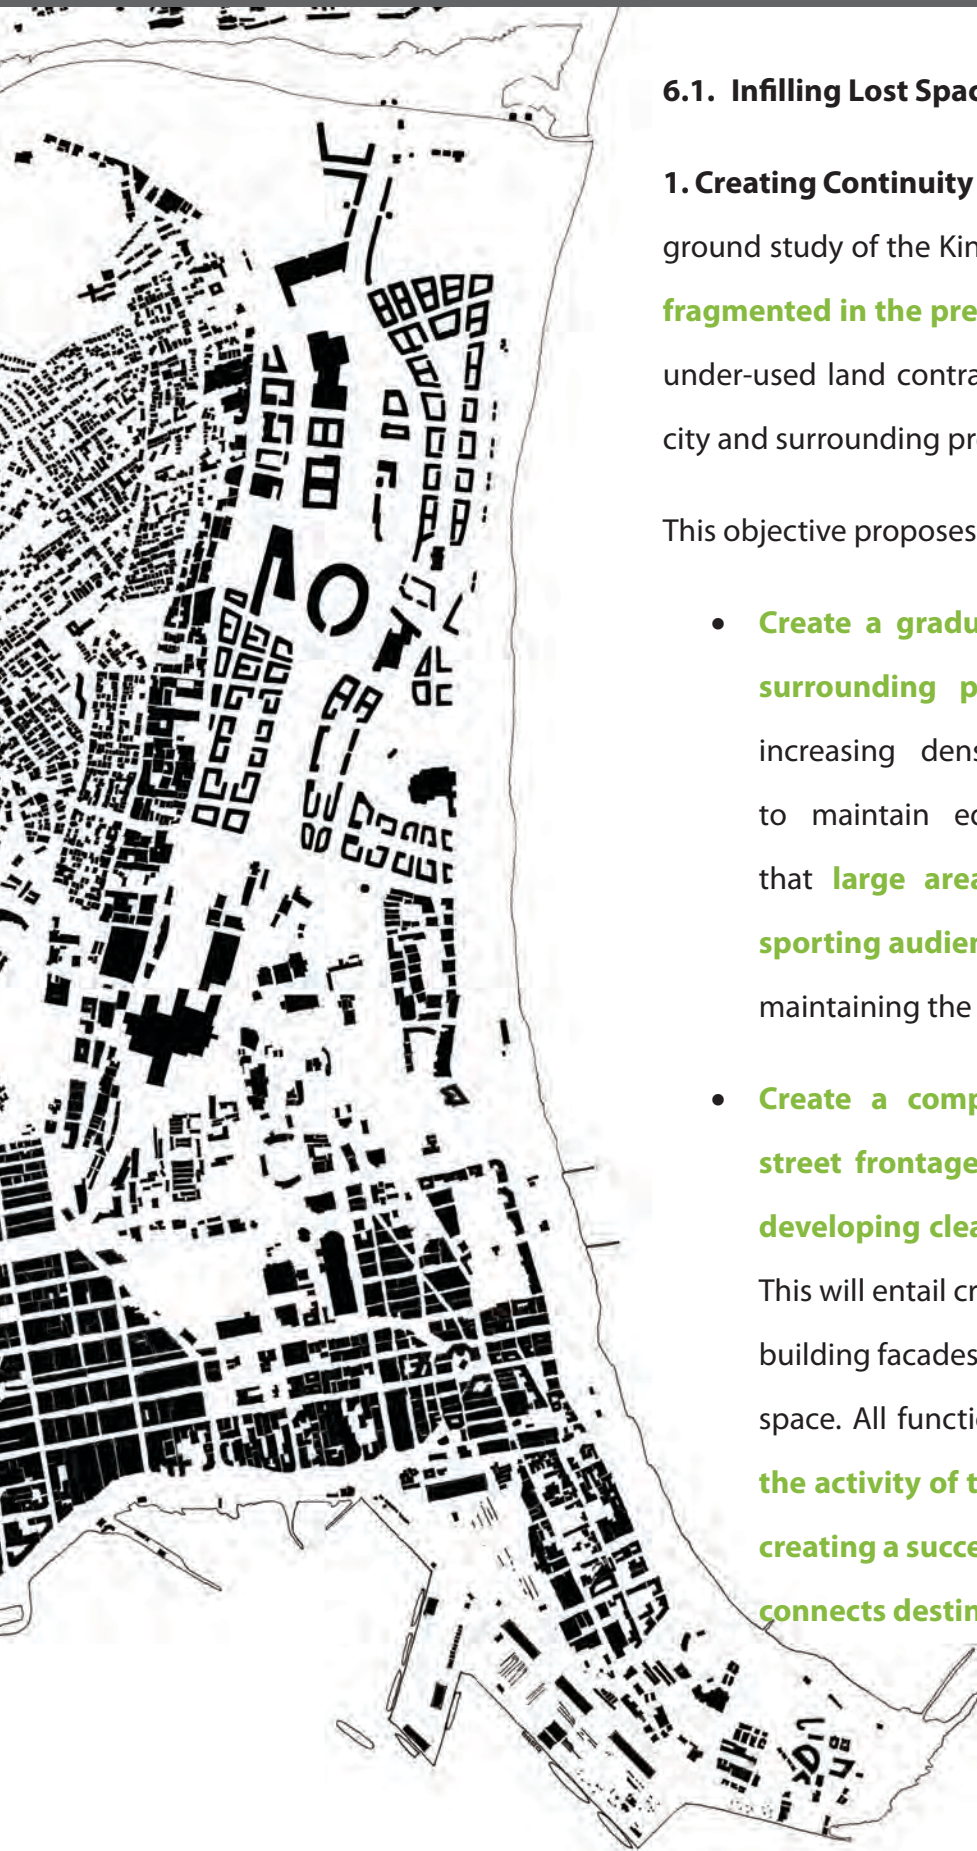 6.1. Infilling Lost Spac
1. Creating Continuity
ground study of the Kin
fragmented in the pre
under-used land contra
city and surrounding pr
This objective proposes
• Create a gradu
surrounding p
increasing dens
to maintain ec
that large area
sporting audien
maintaining the
• Create a comp
street frontage
developing clea
This will entail cr
building facades
space. All functi
the activity of t
creating a succe
connects destin